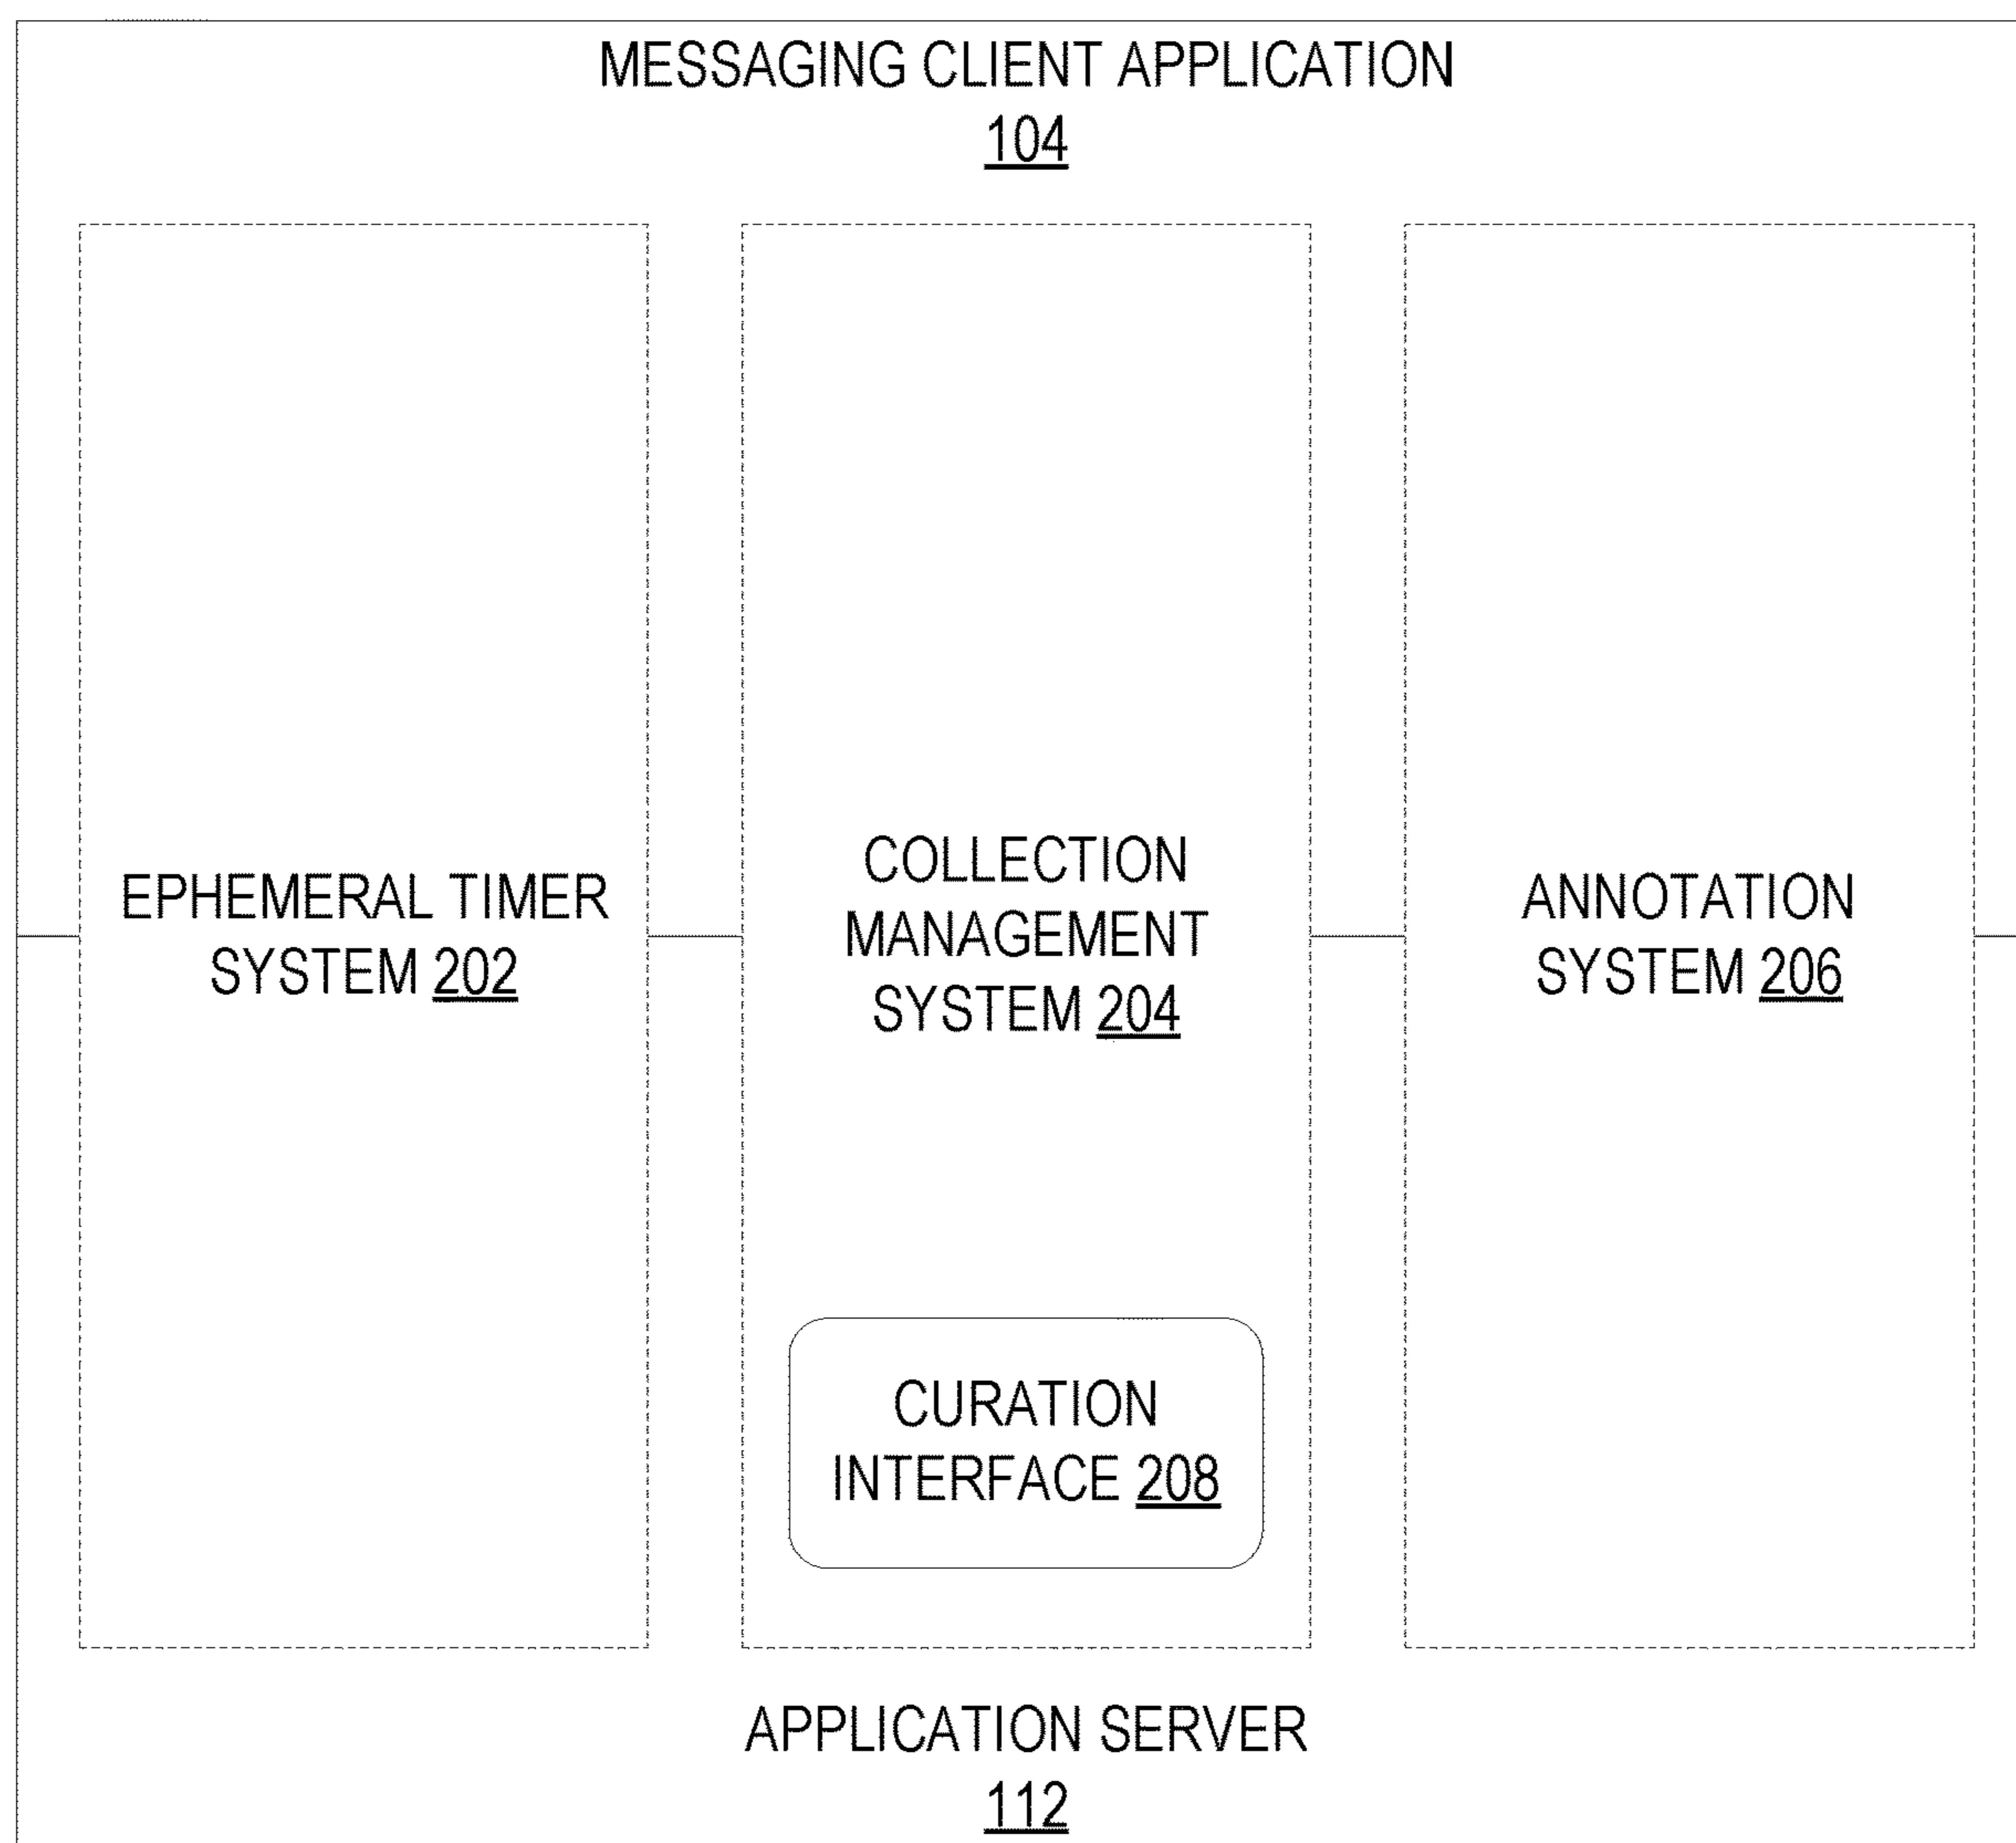 MESSAGING CLIENT APPLICATION
104
EPHEMERAL TIMER
SYSTEM 202
COLLECTION
MANAGEMENT
SYSTEM 204
ANNOTATION
SYSTEM 206
CURATION
INTERFACE 208
APPLICATION SERVER
112